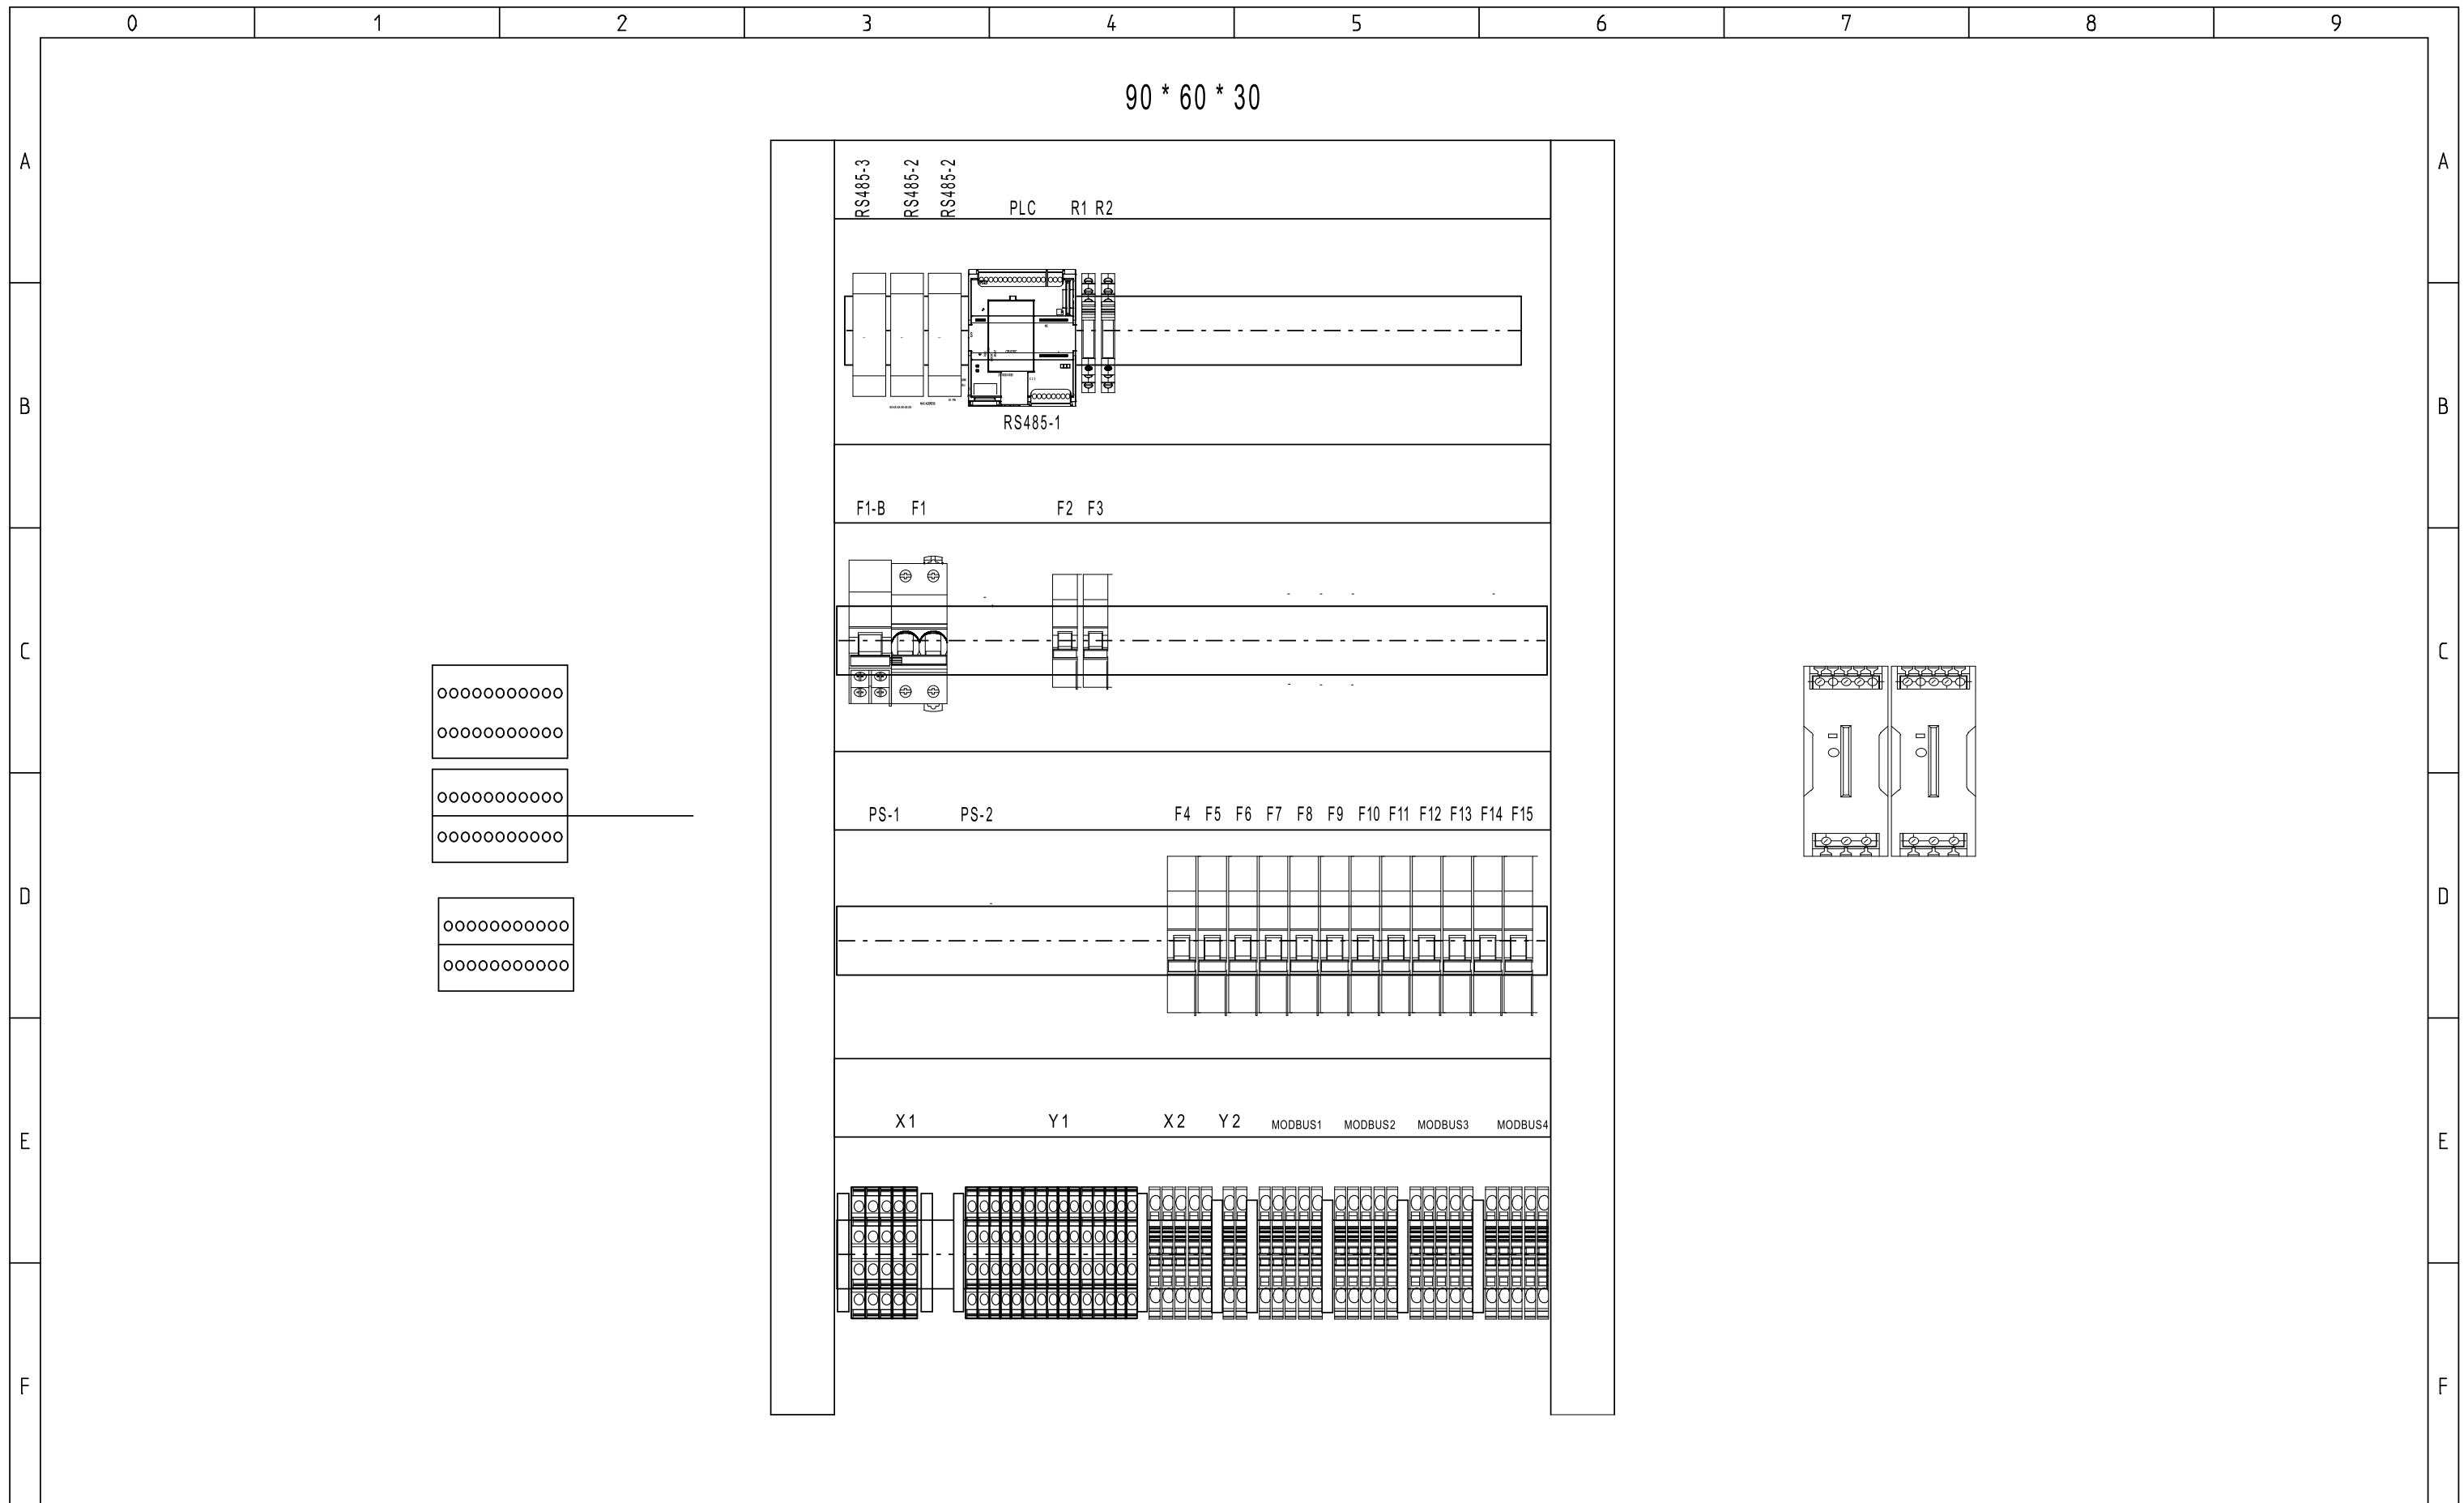 0 1 2 3 4 5 6 7 8 9
90 * 60 * 30
A A
RS485-3 RS485-2 RS485-2
PLC R1 R2
B B
RS485-1
F1-B F1 F2 F3
C C
PS-1 PS-2 F4 F5 F6 F7 F8 F9 F10 F11 F12 F13 F14 F15
D D
X1 Y1 X2 Y2 MODBUS1 MODBUS2 MODBUS3 MODBUS4
E E
F F